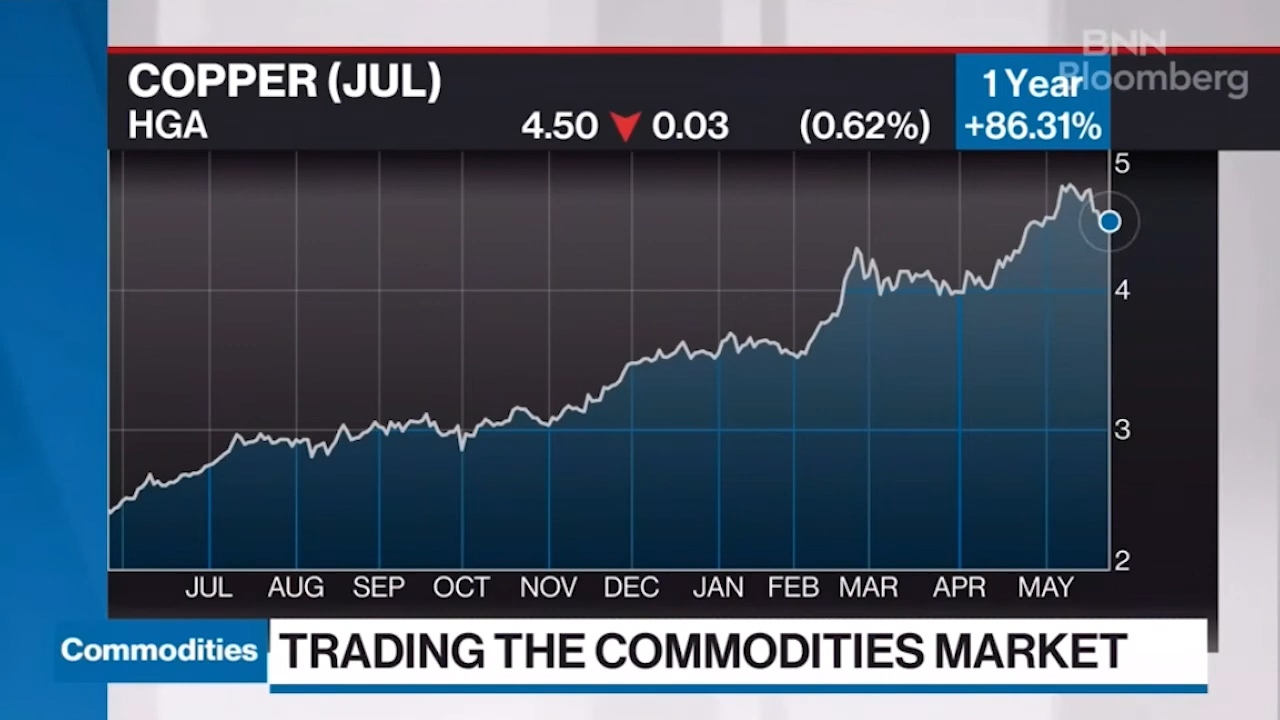 BNN
Bloomberg
COPPER (JUL)
HGA 4.50 ▼ 0.03 (0.62%)
1 Year
+86.31%
5
4
3
2
JUL AUG SEP OCT NOV DEC JAN FEB MAR APR MAY
Commodities
TRADING THE COMMODITIES MARKET